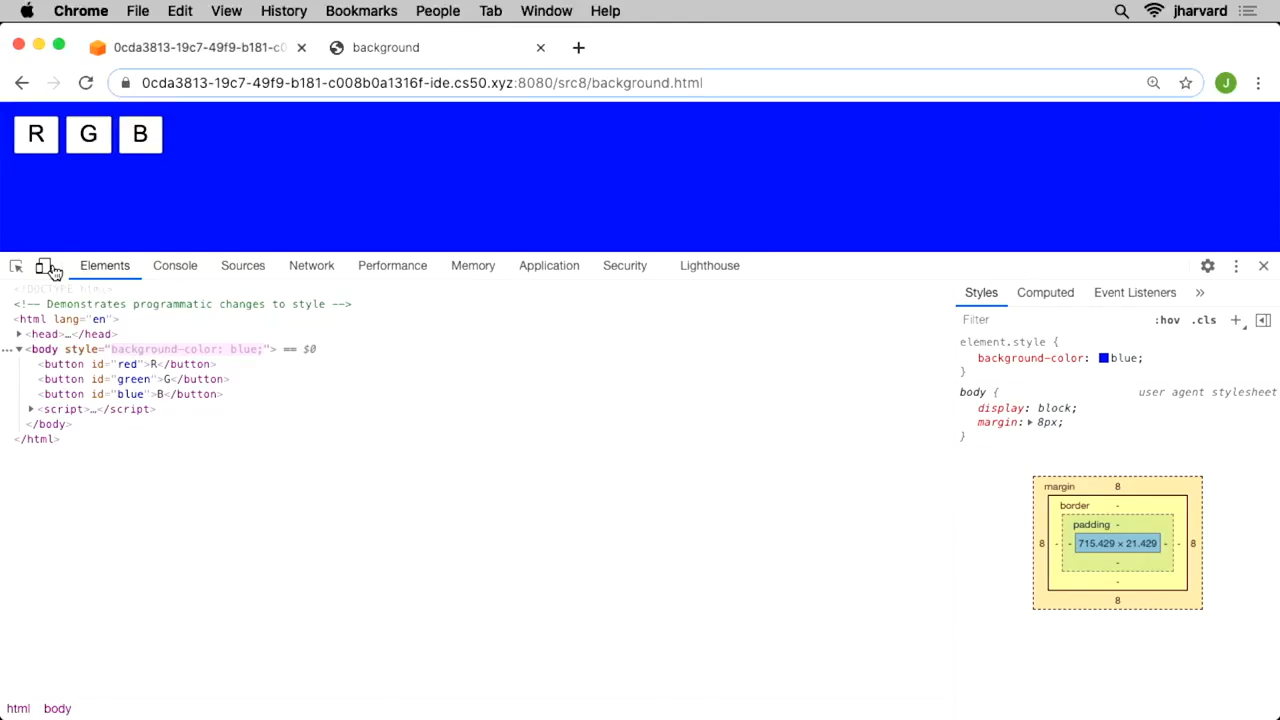 Chrome File Edit View History Bookmarks People Tab Window Help jharvard
0cda3813-19c7-49f9-b181-c0 background
0cda3813-19c7-49f9-b181-c008b0a1316f-ide.cs50.xyz:8080/src8/background.html J
R G B
Elements Console Sources Network Performance Memory Application Security Lighthouse
<!DOCTYPE html>
<!-- Demonstrates programmatic changes to style -->
<html lang="en">
<head>…</head>
<body style="background-color: blue;"> == $0
<button id="red">R</button>
<button id="green">G</button>
<button id="blue">B</button>
<script>…</script>
</body>
</html>
Styles Computed Event Listeners »
Filter :hov .cls +
element.style {
background-color: blue;
}
body { user agent stylesheet
display: block;
margin: 8px;
}
margin 8
border -
padding -
8 - - 715.429 × 21.429 - - 8
-
-
8
html body